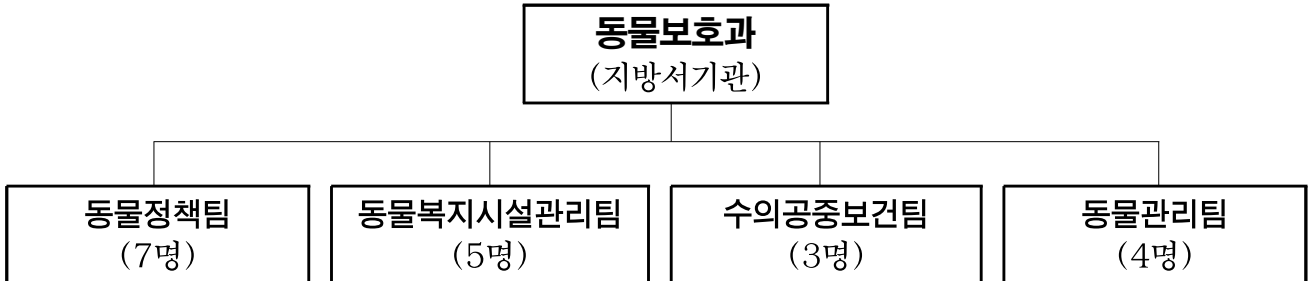 동물보호과
(지방서기관)
동물정책팀
(7명)
동물복지시설관리팀
(5명)
수의공중보건팀
(3명)
동물관리팀
(4명)